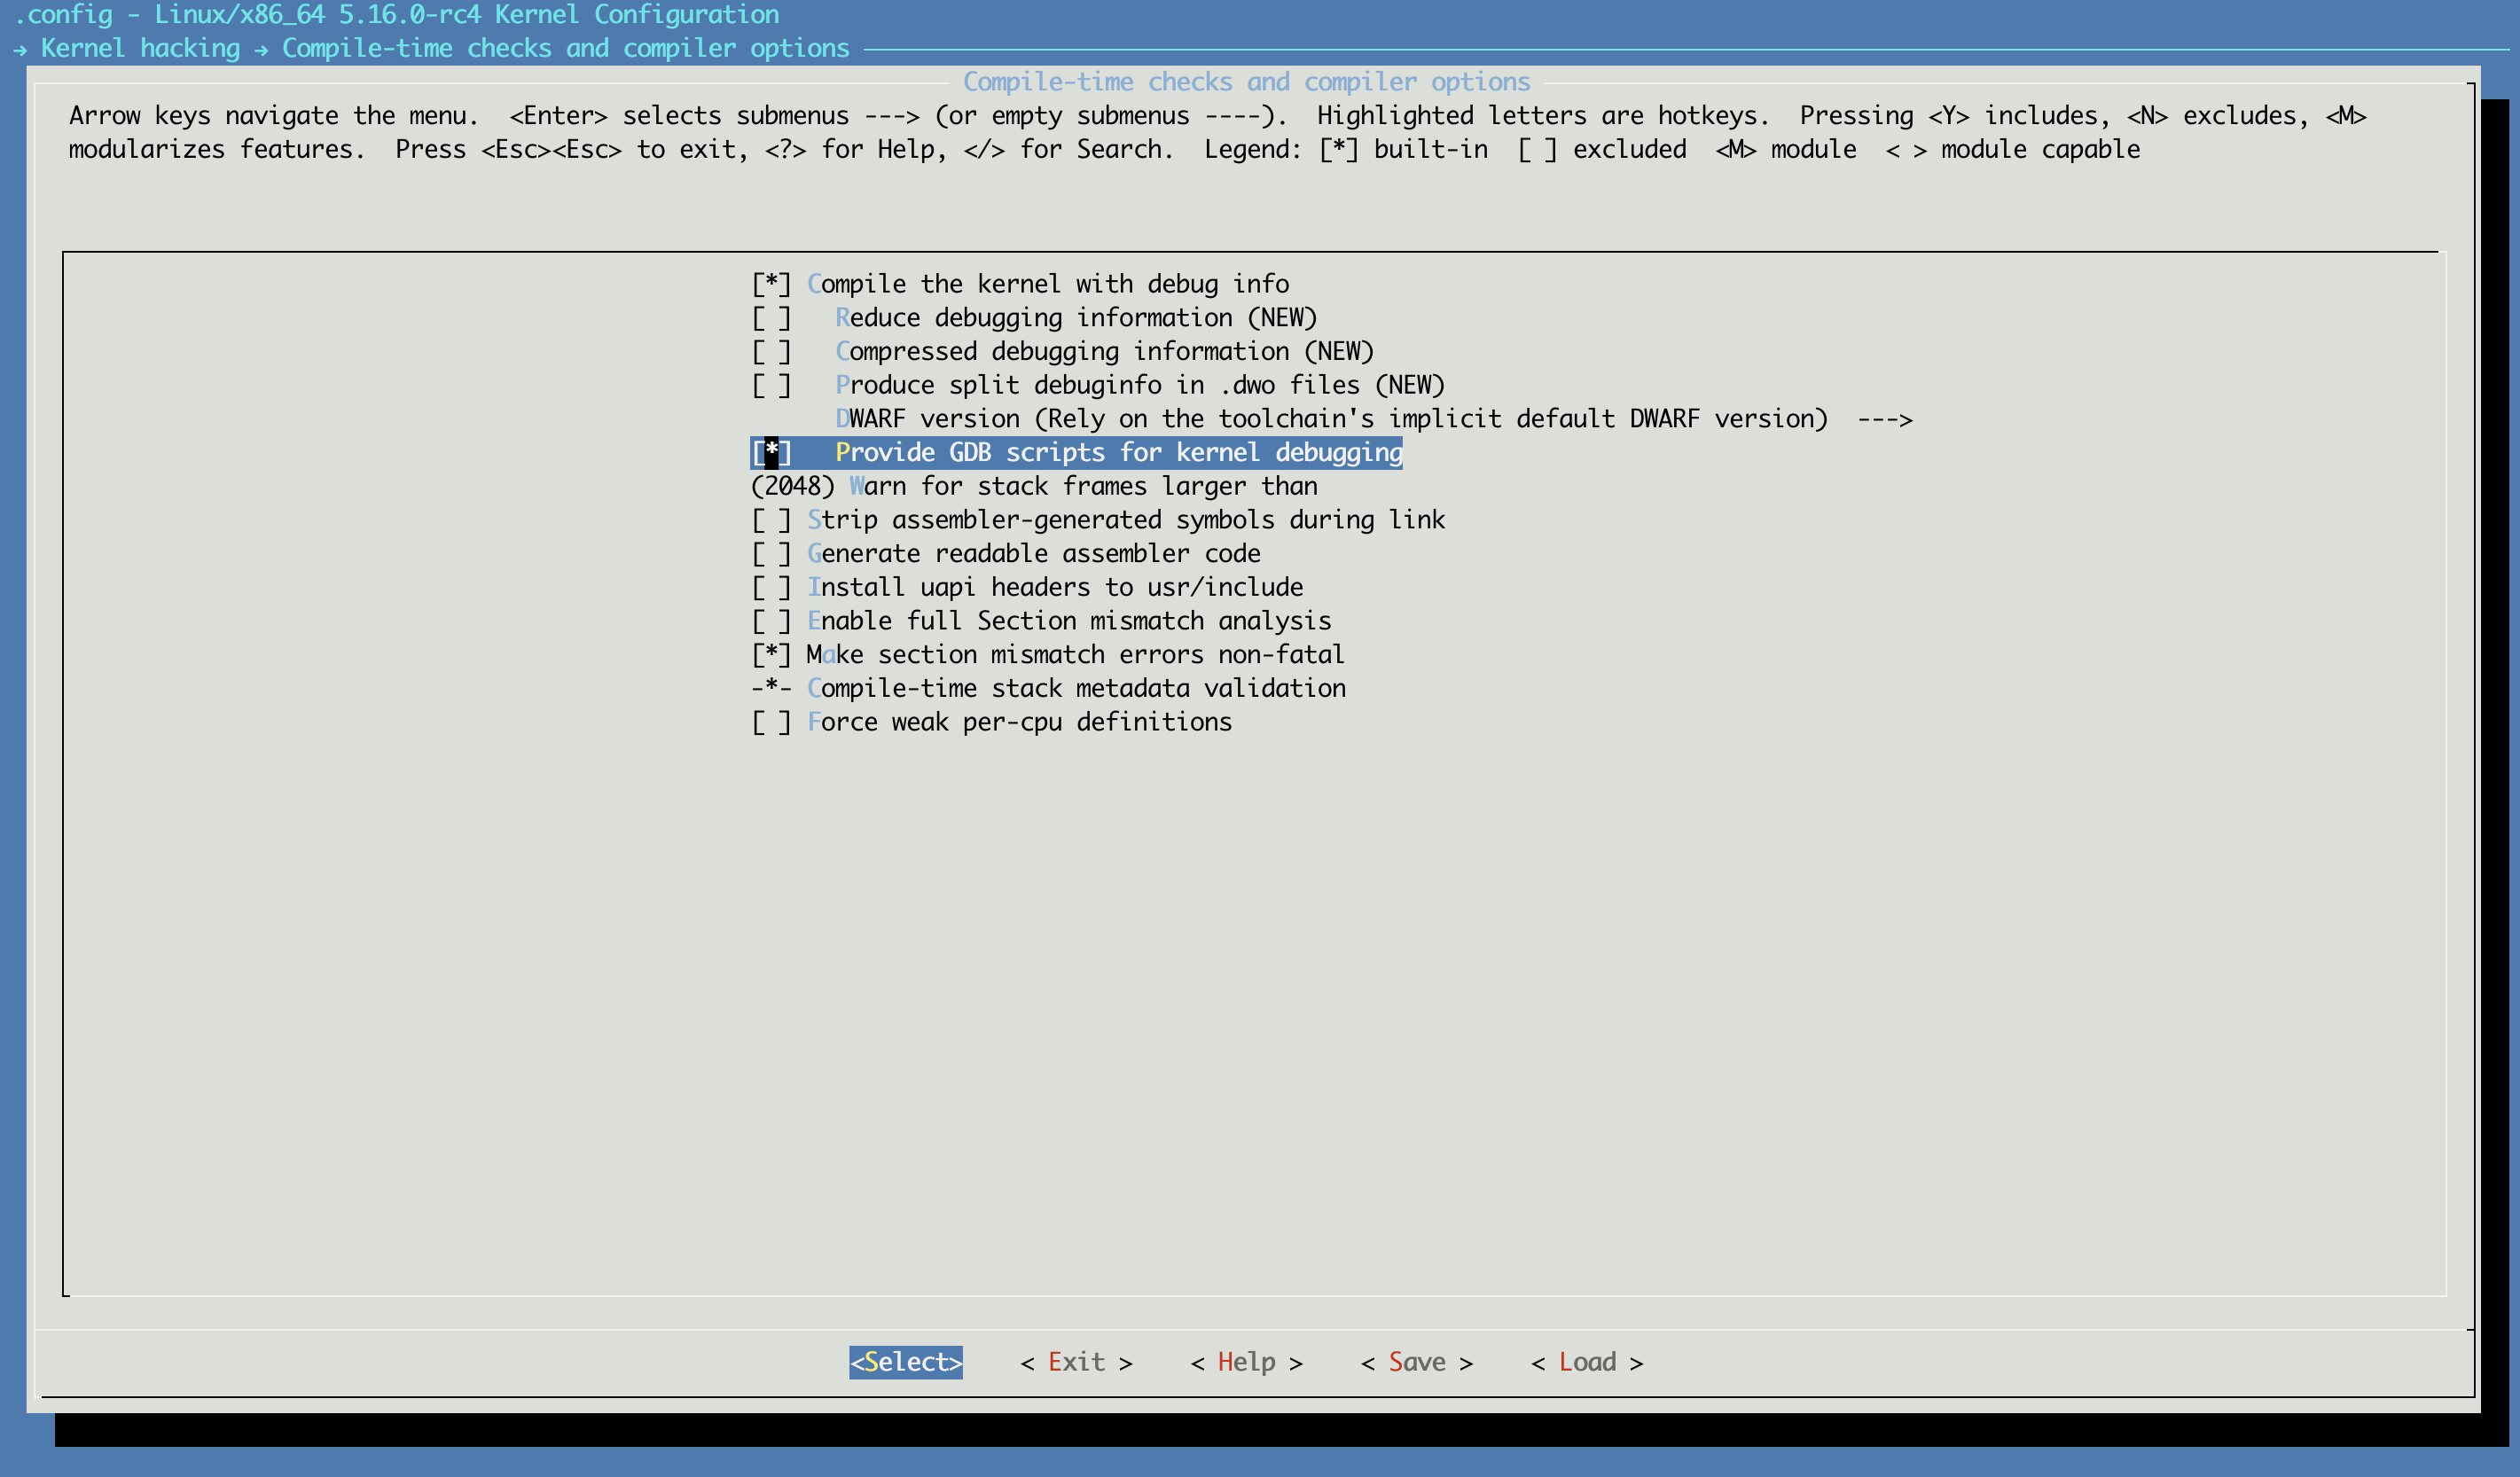 .config - Linux/x86_64 5.16.0-rc4 Kernel Configuration
→ Kernel hacking → Compile-time checks and compiler options
Compile-time checks and compiler options
Arrow keys navigate the menu.  <Enter> selects submenus ---> (or empty submenus ----).  Highlighted letters are hotkeys.  Pressing <Y> includes, <N> excludes, <M>
modularizes features.  Press <Esc><Esc> to exit, <?> for Help, </> for Search.  Legend: [*] built-in  [ ] excluded  <M> module  < > module capable
[*] Compile the kernel with debug info
[ ]   Reduce debugging information (NEW)
[ ]   Compressed debugging information (NEW)
[ ]   Produce split debuginfo in .dwo files (NEW)
DWARF version (Rely on the toolchain's implicit default DWARF version)  --->
[*]   Provide GDB scripts for kernel debugging
(2048) Warn for stack frames larger than
[ ] Strip assembler-generated symbols during link
[ ] Generate readable assembler code
[ ] Install uapi headers to usr/include
[ ] Enable full Section mismatch analysis
[*] Make section mismatch errors non-fatal
-*- Compile-time stack metadata validation
[ ] Force weak per-cpu definitions
<Select>    < Exit >    < Help >    < Save >    < Load >